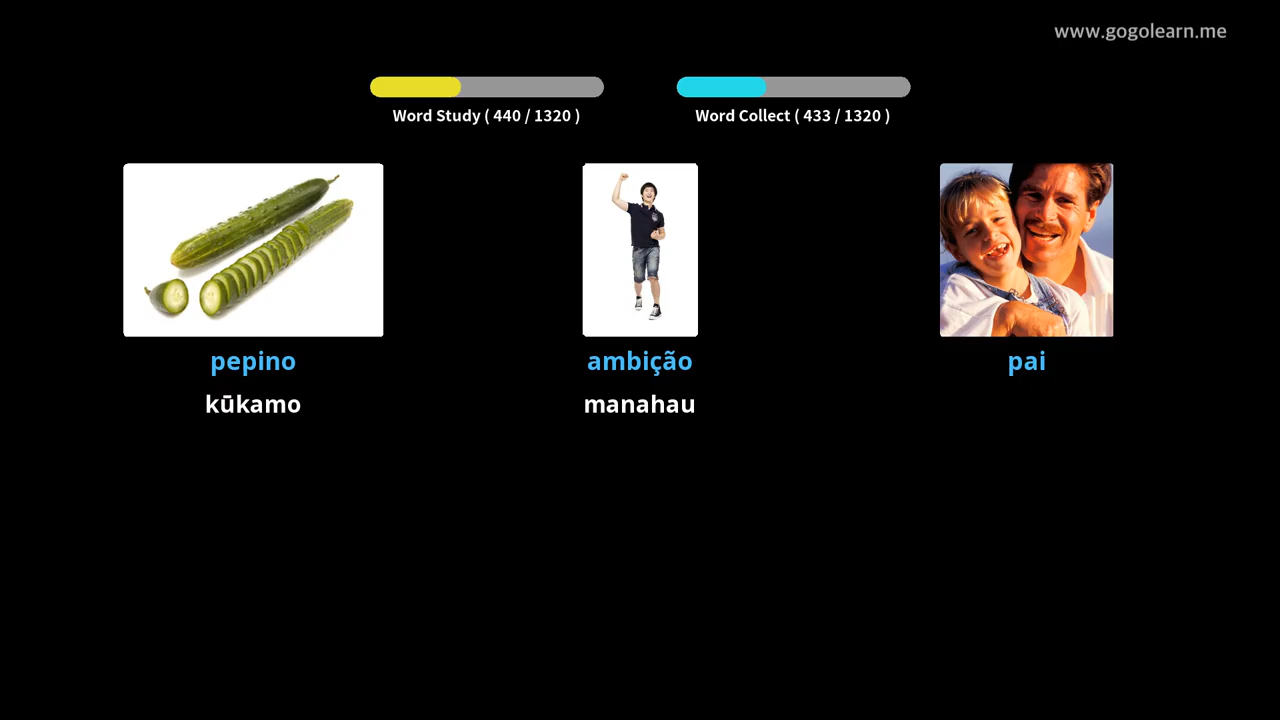 www.gogolearn.me
Word Study ( 440 / 1320 )
Word Collect ( 433 / 1320 )
pepino
ambição
pai
kūkamo
manahau